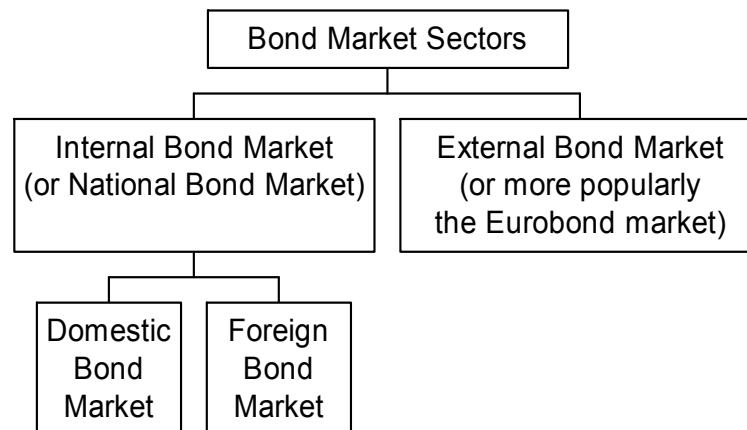 Bond Market Sectors
Internal Bond Market
(or National Bond Market)
External Bond Market
(or more popularly
the Eurobond market)
Domestic
Bond
Market
Foreign
Bond
Market